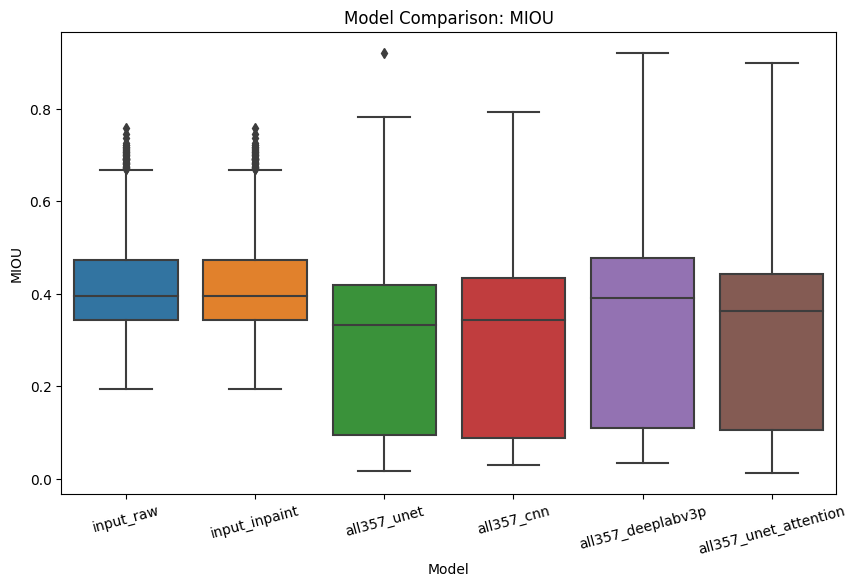 Model Comparison: MIOU
MIOU
0.8
0.6
0.4
0.2
0.0
input_raw
input_inpaint
all357_unet
all357_cnn
all357_deeplabv3p
all357_unet_attention
Model